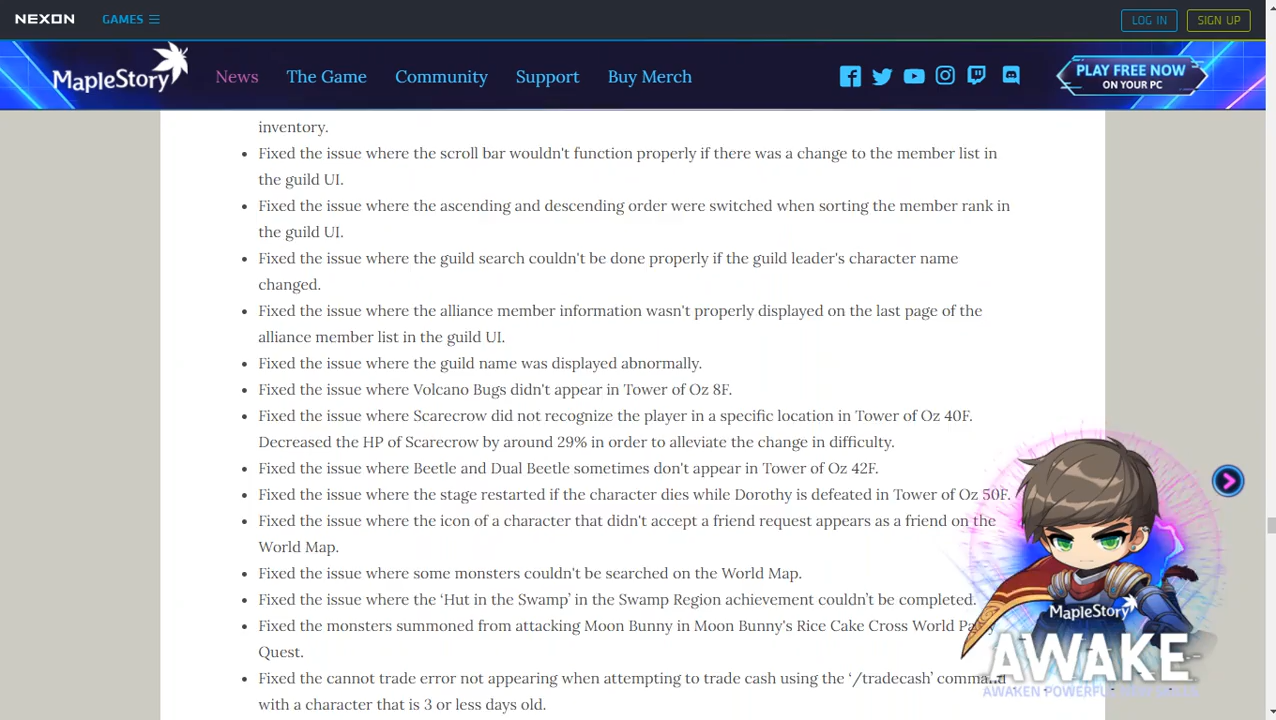 NEXON GAMES LOG IN SIGN UP
MapleStory News The Game Community Support Buy Merch PLAY FREE NOW
ON YOUR PC
inventory.
Fixed the issue where the scroll bar wouldn't function properly if there was a change to the member list in
the guild UI.
Fixed the issue where the ascending and descending order were switched when sorting the member rank in
the guild UI.
Fixed the issue where the guild search couldn't be done properly if the guild leader's character name
changed.
Fixed the issue where the alliance member information wasn't properly displayed on the last page of the
alliance member list in the guild UI.
Fixed the issue where the guild name was displayed abnormally.
Fixed the issue where Volcano Bugs didn't appear in Tower of Oz 8F.
Fixed the issue where Scarecrow did not recognize the player in a specific location in Tower of Oz 40F.
Decreased the HP of Scarecrow by around 29% in order to alleviate the change in difficulty.
Fixed the issue where Beetle and Dual Beetle sometimes don't appear in Tower of Oz 42F.
Fixed the issue where the stage restarted if the character dies while Dorothy is defeated in Tower of Oz 50F.
Fixed the issue where the icon of a character that didn't accept a friend request appears as a friend on the
World Map.
Fixed the issue where some monsters couldn't be searched on the World Map.
Fixed the issue where the ‘Hut in the Swamp’ in the Swamp Region achievement couldn’t be completed.
Fixed the monsters summoned from attacking Moon Bunny in Moon Bunny's Rice Cake Cross World Party
Quest.
Fixed the cannot trade error not appearing when attempting to trade cash using the ‘/tradecash’ command
with a character that is 3 or less days old.
MapleStory
AWAKE
AWAKEN POWERFUL